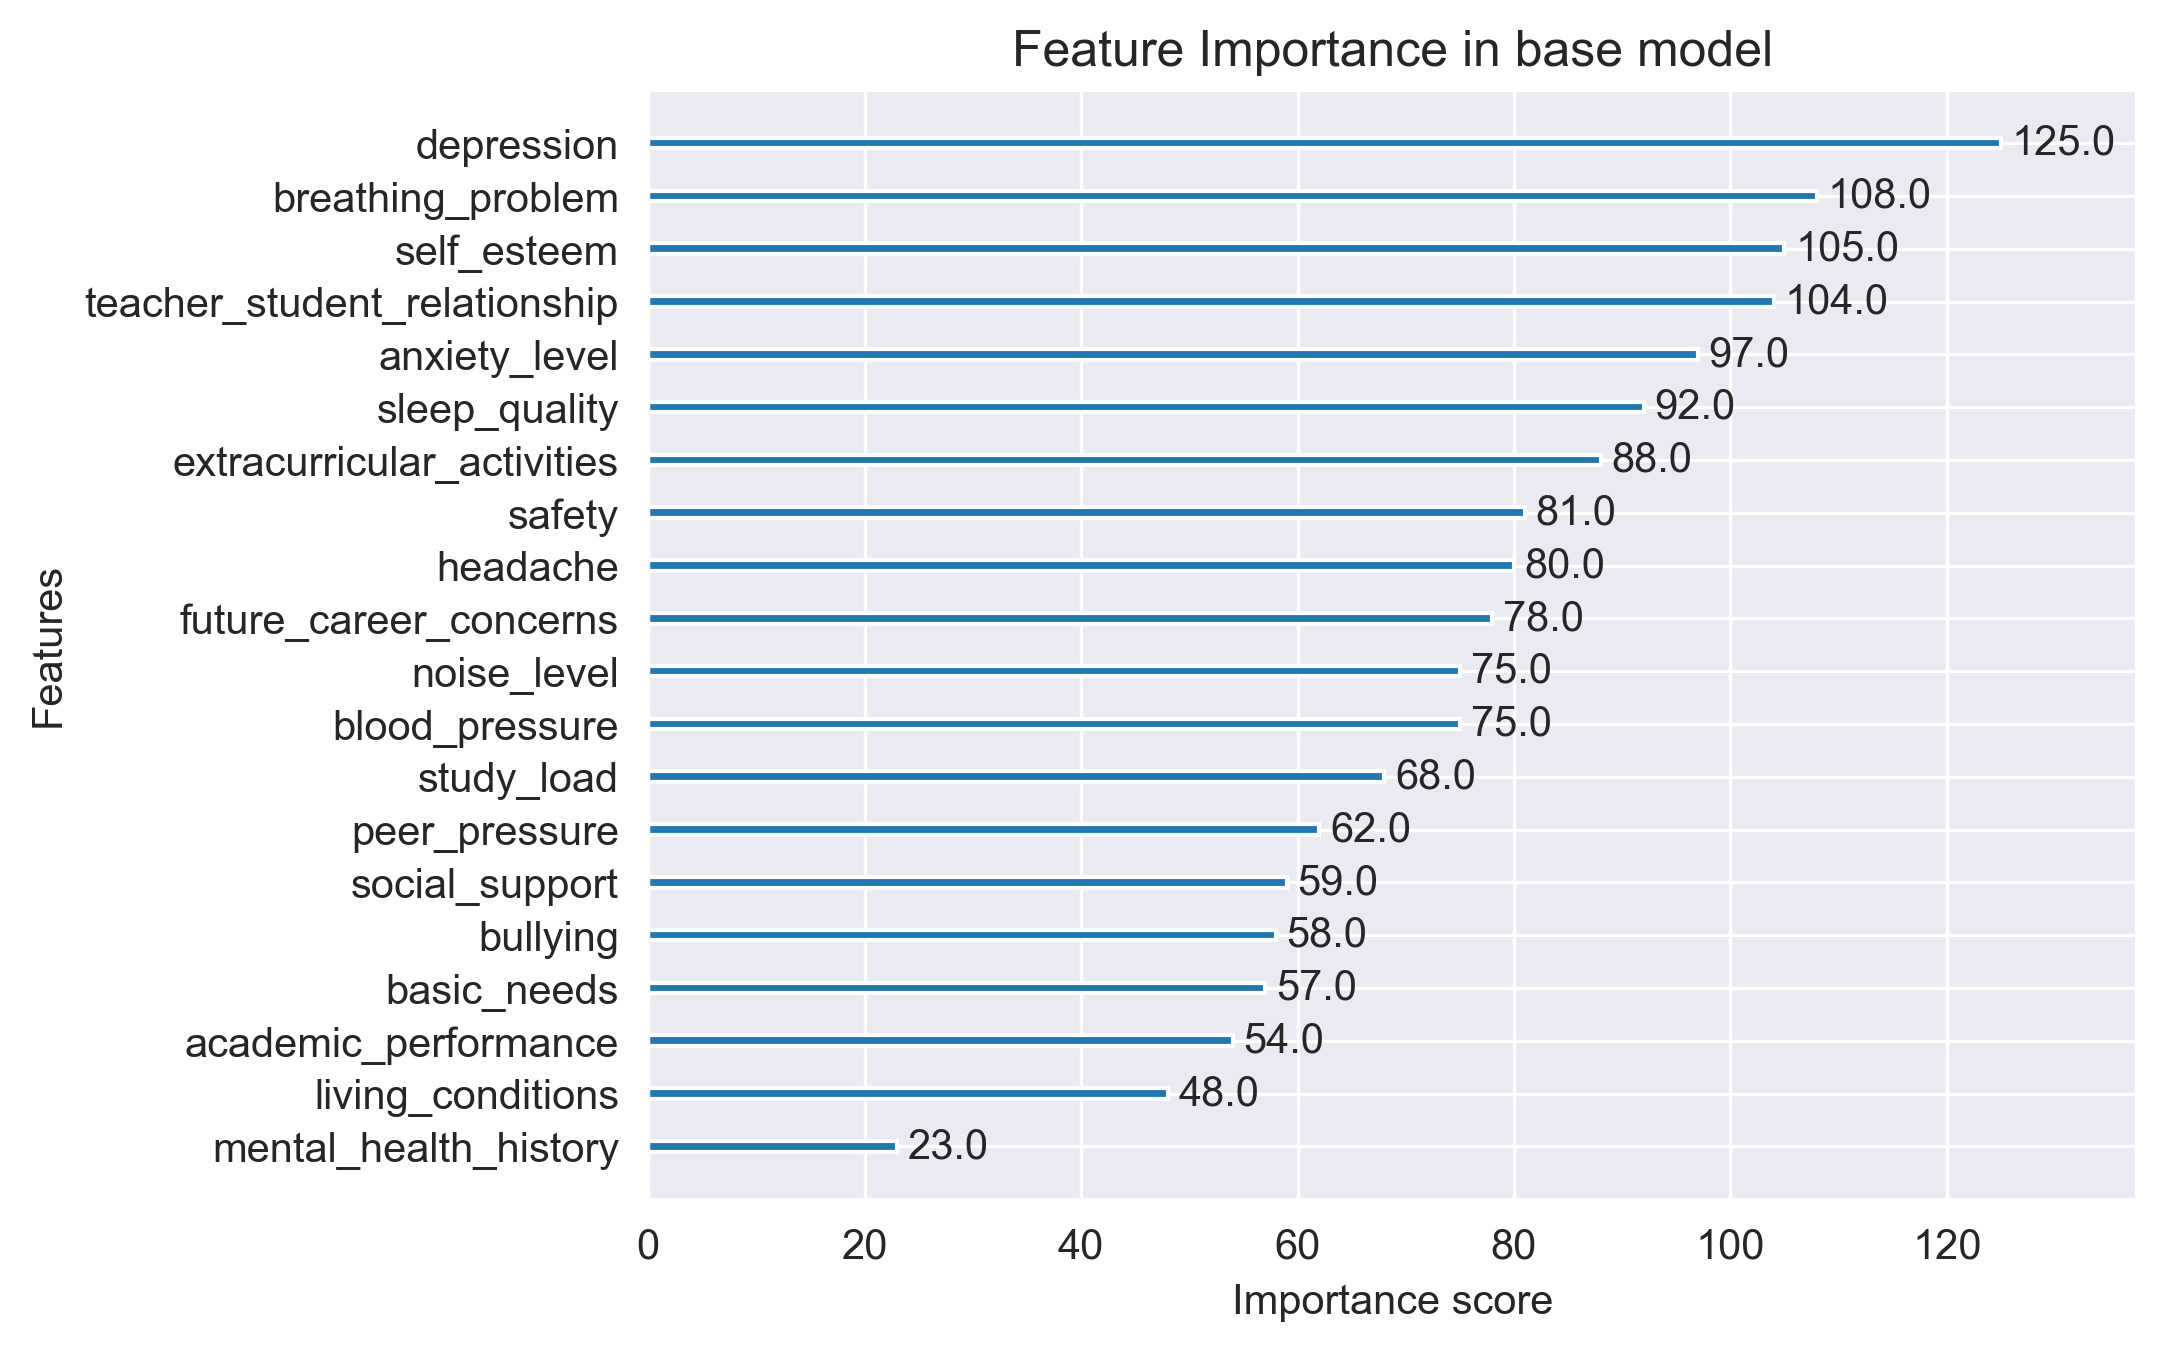 Feature Importance in base model
depression 125.0
breathing_problem 108.0
self_esteem 105.0
teacher_student_relationship 104.0
anxiety_level 97.0
sleep_quality 92.0
extracurricular_activities 88.0
safety 81.0
headache 80.0
future_career_concerns 78.0
noise_level 75.0
blood_pressure 75.0
study_load 68.0
peer_pressure 62.0
social_support 59.0
bullying 58.0
basic_needs 57.0
academic_performance 54.0
living_conditions 48.0
mental_health_history 23.0
Features
0 20 40 60 80 100 120
Importance score